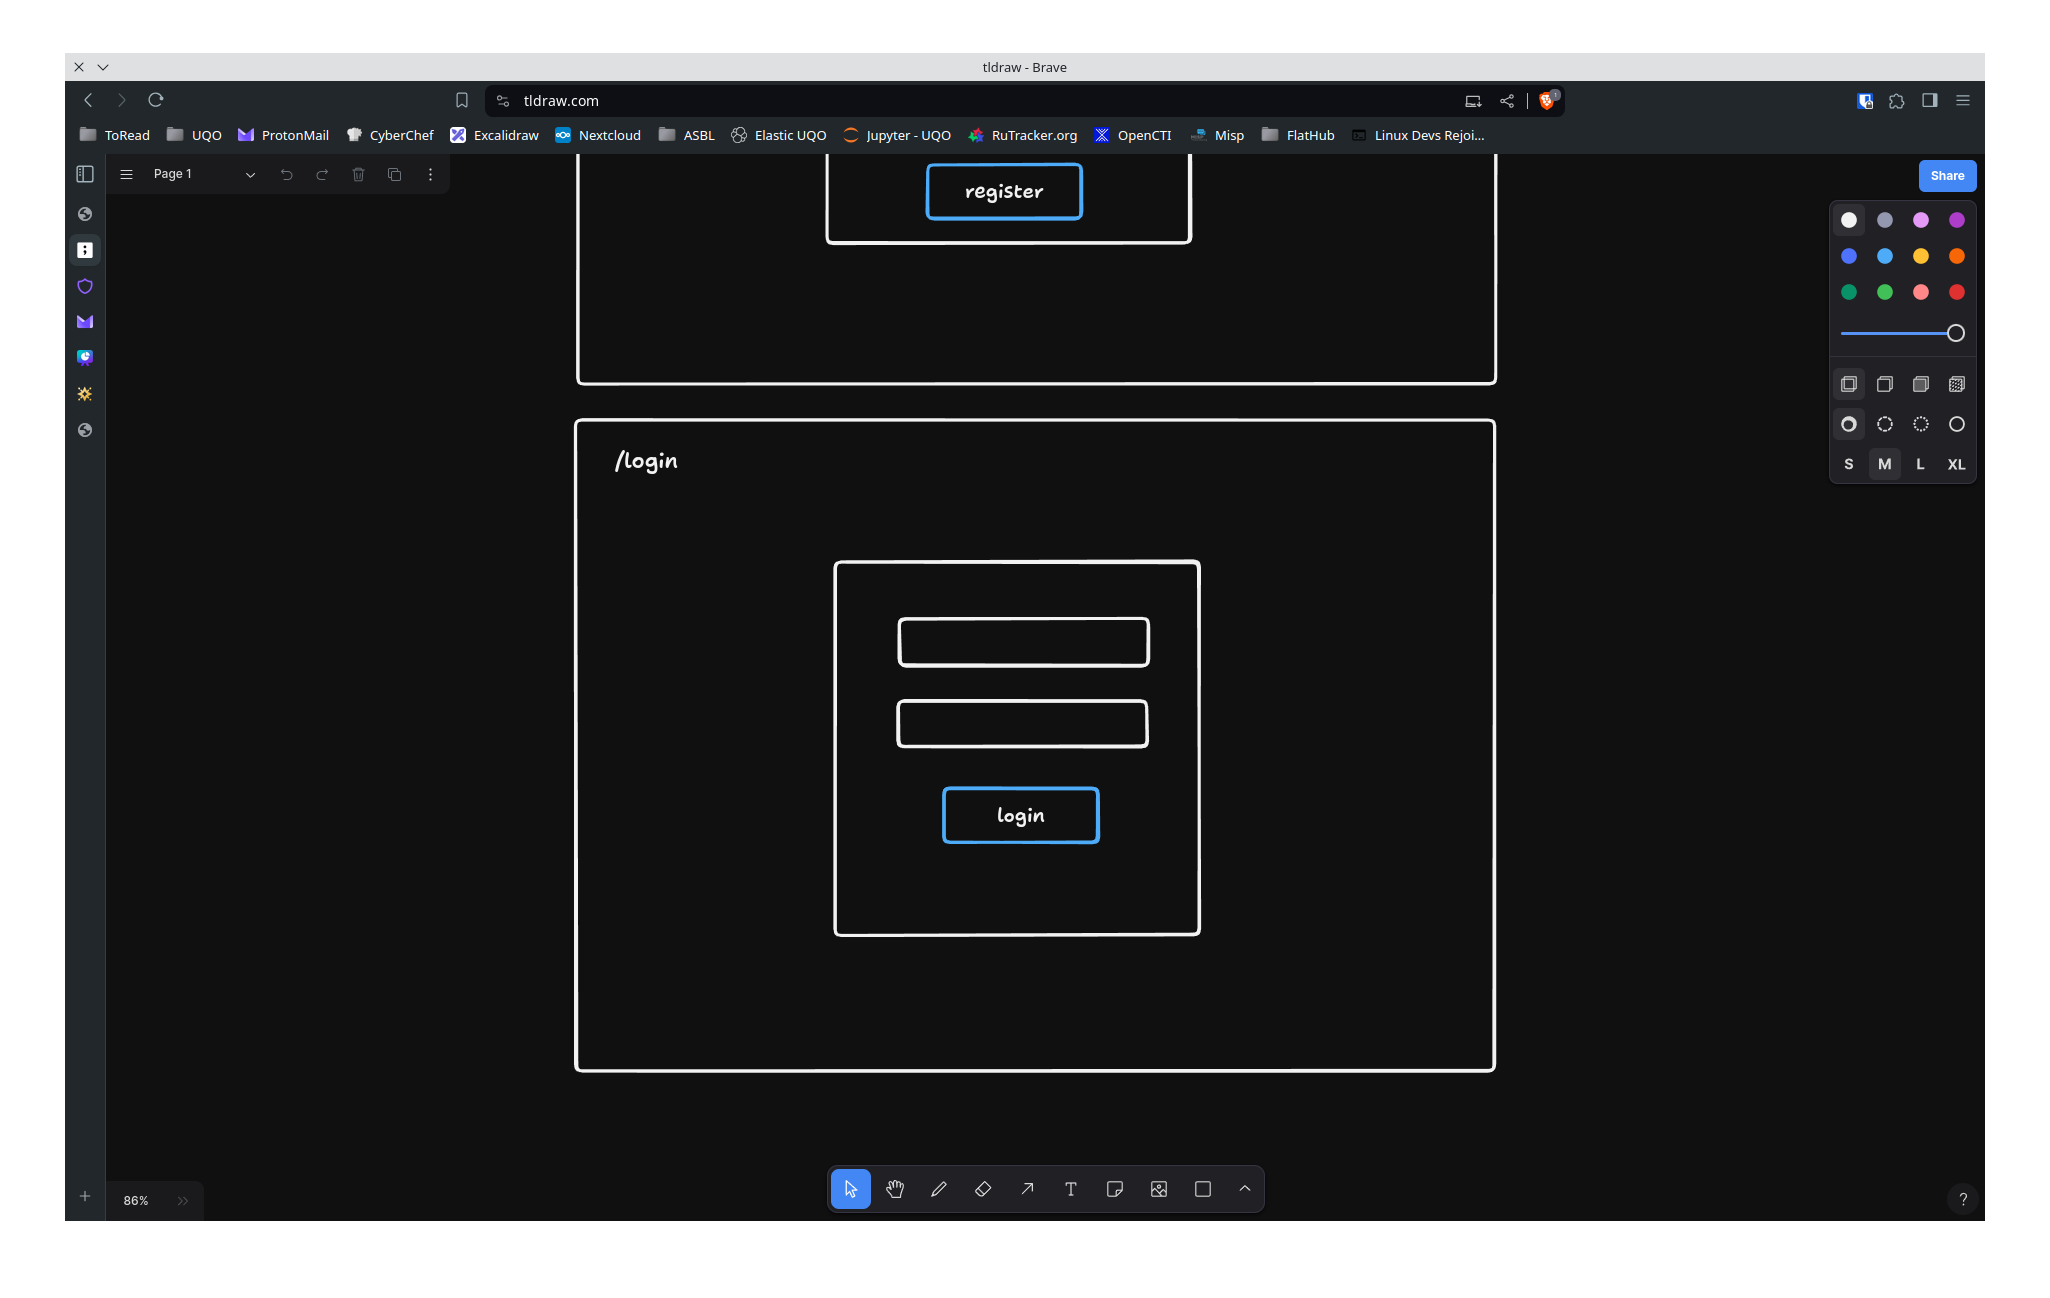 tldraw - Brave
tldraw.com
1
ToRead UQO ProtonMail CyberChef Excalidraw Nextcloud ASBL Elastic UQO Jupyter - UQO RuTracker.org OpenCTI Misp FlatHub Linux Devs Rejoi...
Page 1
Share
register
/login
login
S M L XL
86%
T
?